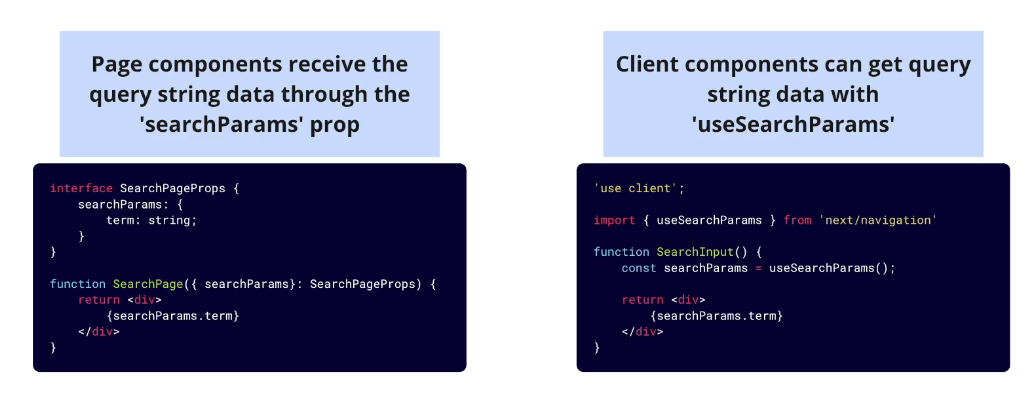 Page components receive the
query string data through the
'searchParams' prop
interface SearchPageProps {
    searchParams: {
        term: string;
    }
}
function SearchPage({ searchParams}: SearchPageProps) {
    return <div>
        {searchParams.term}
    </div>
}
Client components can get query
string data with
'useSearchParams'
'use client';
import { useSearchParams } from 'next/navigation'
function SearchInput() {
    const searchParams = useSearchParams();
    return <div>
        {searchParams.term}
    </div>
}